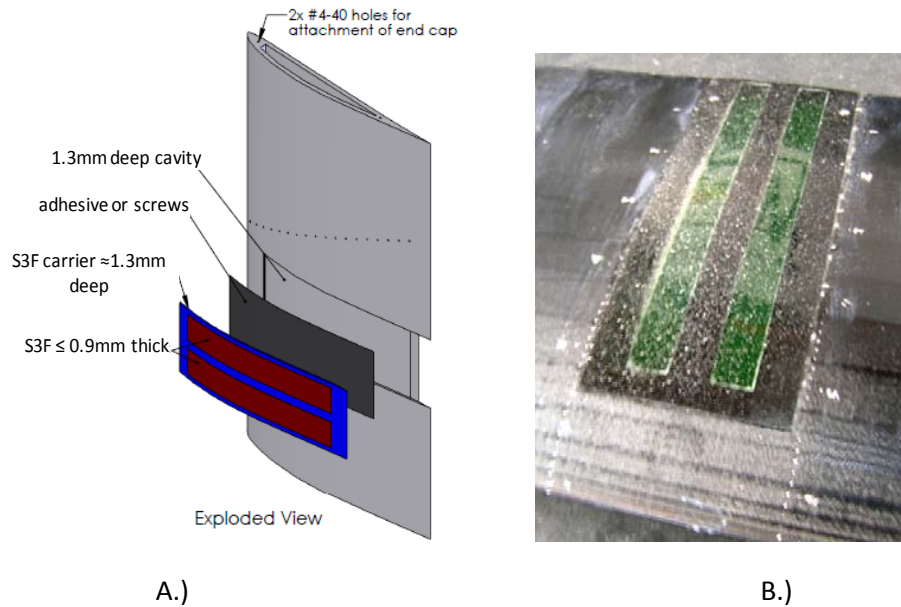 2x #4-40 holes for
attachment of end cap
1.3mm deep cavity
adhesive or screws
S3F carrier ≈1.3mm
deep
S3F ≤ 0.9mm thick
Exploded View
A.)
B.)